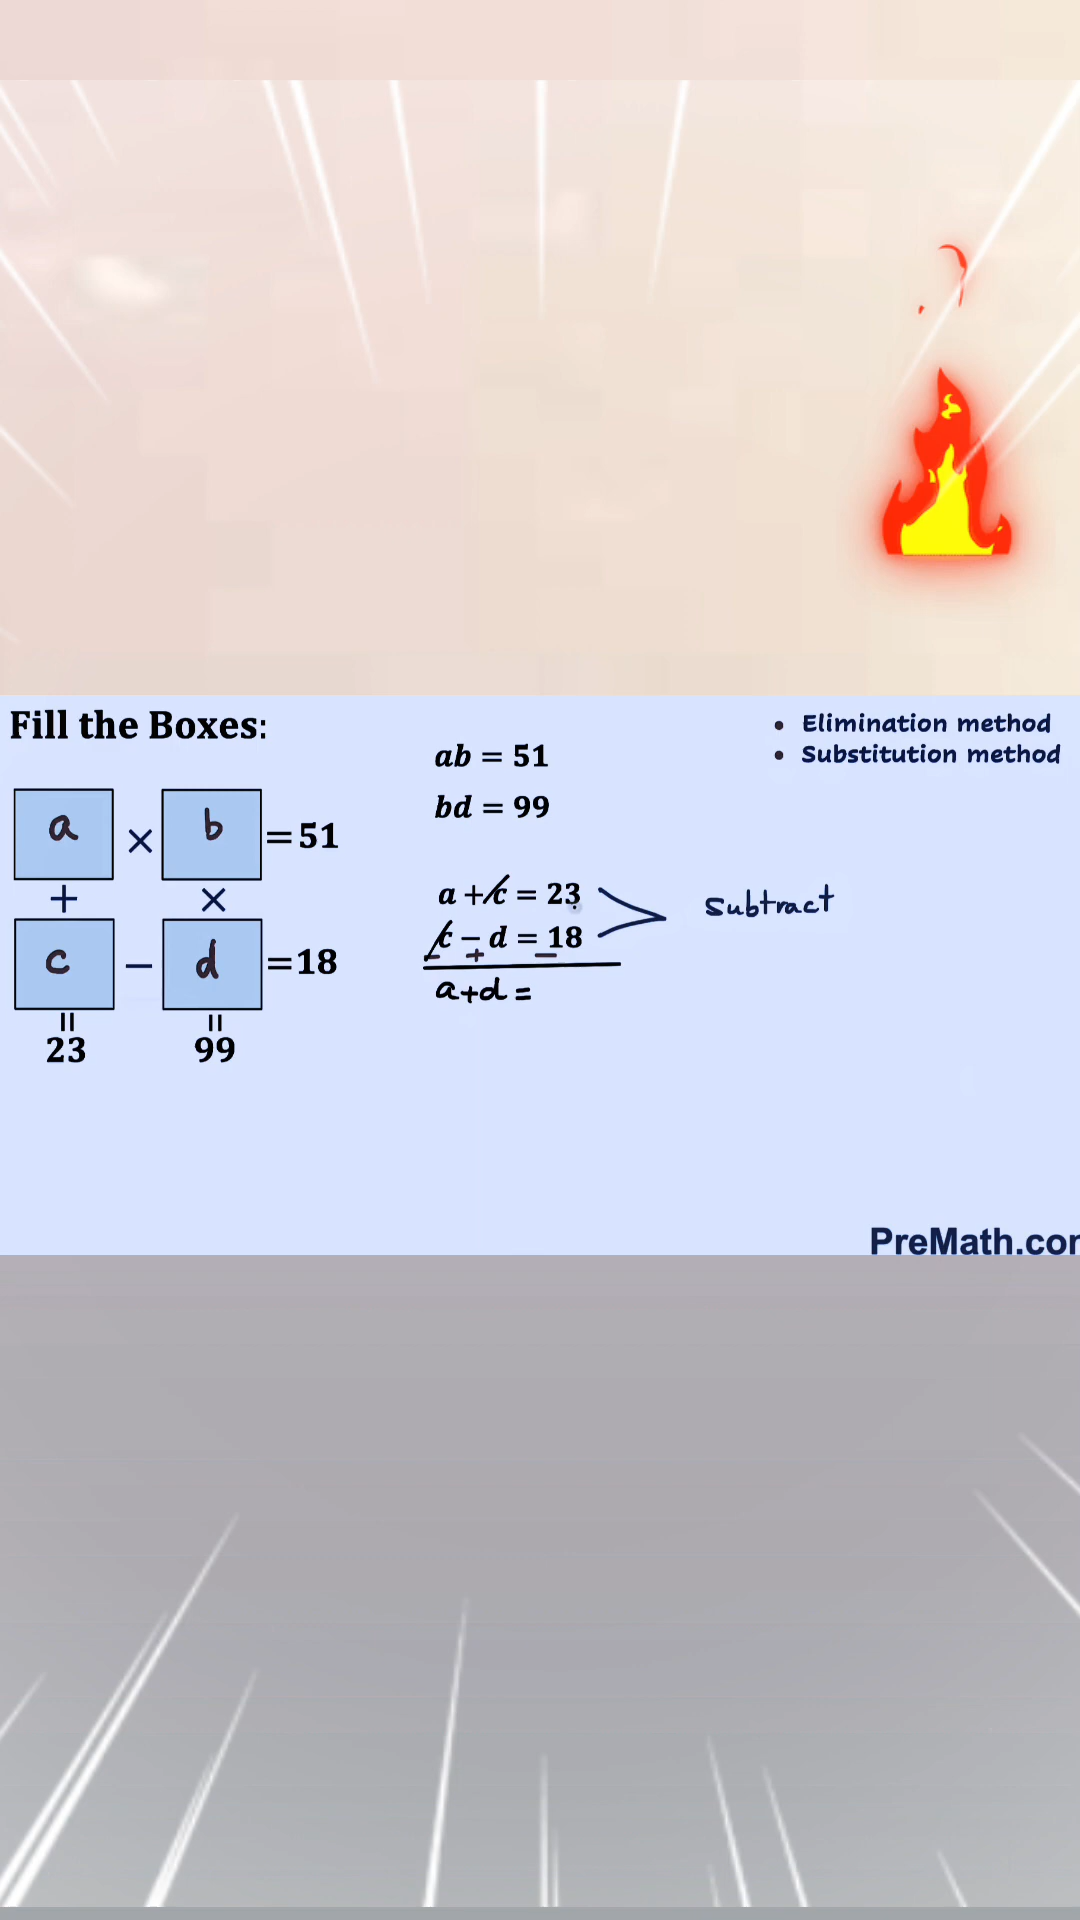 Fill the Boxes:
a × b =51
+ ×
c − d =18
= =
23 99
ab = 51
bd = 99
a + c = 23
c − d = 18
− + −
a+d =
Subtract
• Elimination method
• Substitution method
PreMath.cor